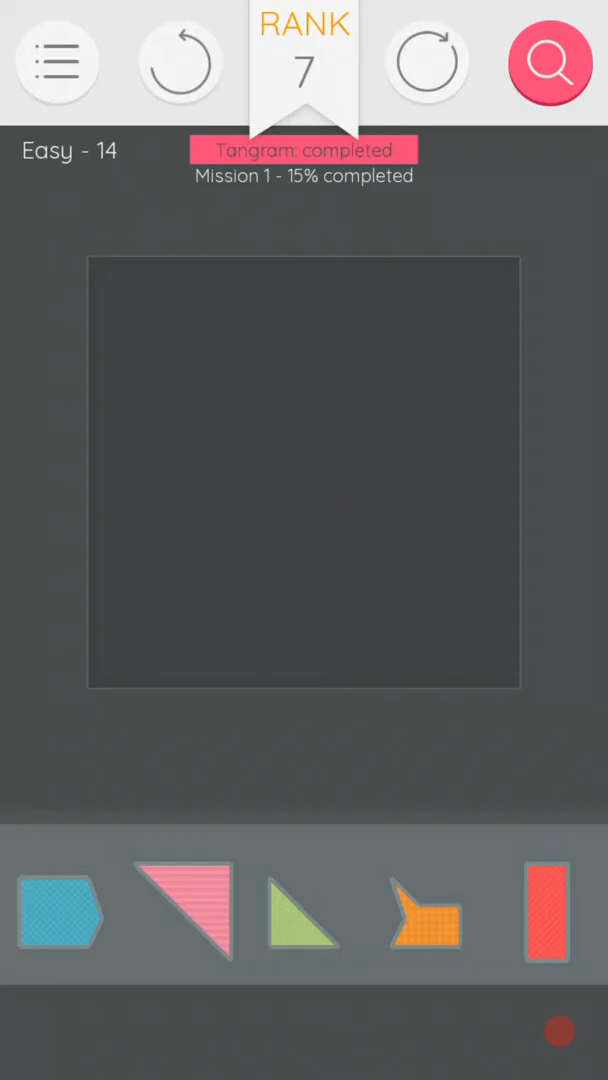 RANK
7
Easy - 14
Tangram: completed
Mission 1 - 15% completed